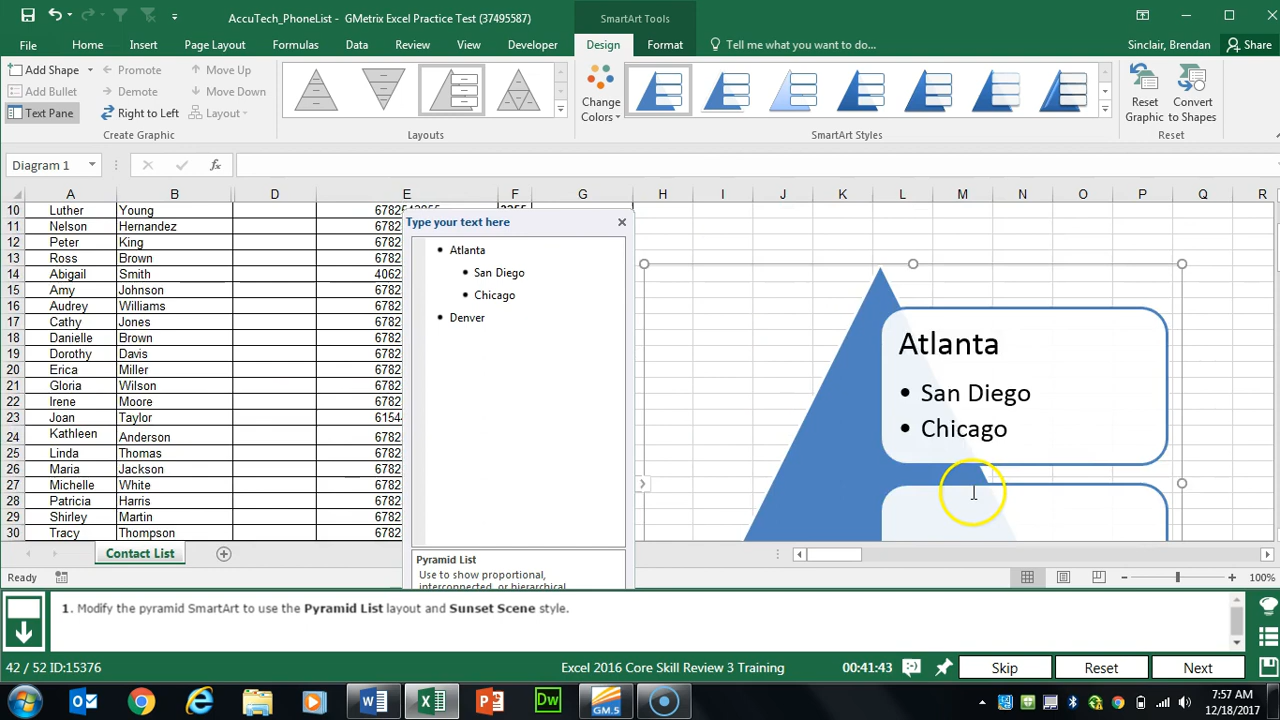 AccuTech_PhoneList - GMetrix Excel Practice Test (37495587)
SmartArt Tools
File Home Insert Page Layout Formulas Data Review View Developer Design Format Tell me what you want to do... Sinclair, Brendan Share
Add Shape Promote Move Up
Add Bullet Demote Move Down
Text Pane Right to Left Layout
Create Graphic
Layouts
Change Colors
SmartArt Styles
Reset Graphic
Convert to Shapes
Reset
Diagram 1 fx
A B D E F G H I J K L M N O P Q R
10 Luther Young
11 Nelson Hernandez 6782
12 Peter King 6782
13 Ross Brown 6782
14 Abigail Smith 4062
15 Amy Johnson 6782
16 Audrey Williams 6782
17 Cathy Jones 6782
18 Danielle Brown 6782
19 Dorothy Davis 6782
20 Erica Miller 6782
21 Gloria Wilson 6782
22 Irene Moore 6782
23 Joan Taylor 6154
24 Kathleen Anderson 6782
25 Linda Thomas 6782
26 Maria Jackson 6782
27 Michelle White 6782
28 Patricia Harris 6782
29 Shirley Martin 6782
30 Tracy Thompson 6782
Type your text here
• Atlanta
• San Diego
• Chicago
• Denver
Pyramid List
Use to show proportional,
Atlanta
• San Diego
• Chicago
Contact List
Ready 100%
1. Modify the pyramid SmartArt to use the Pyramid List layout and Sunset Scene style.
42 / 52 ID:15376 Excel 2016 Core Skill Review 3 Training 00:41:43 Skip Reset Next
GM.5
7:57 AM
12/18/2017